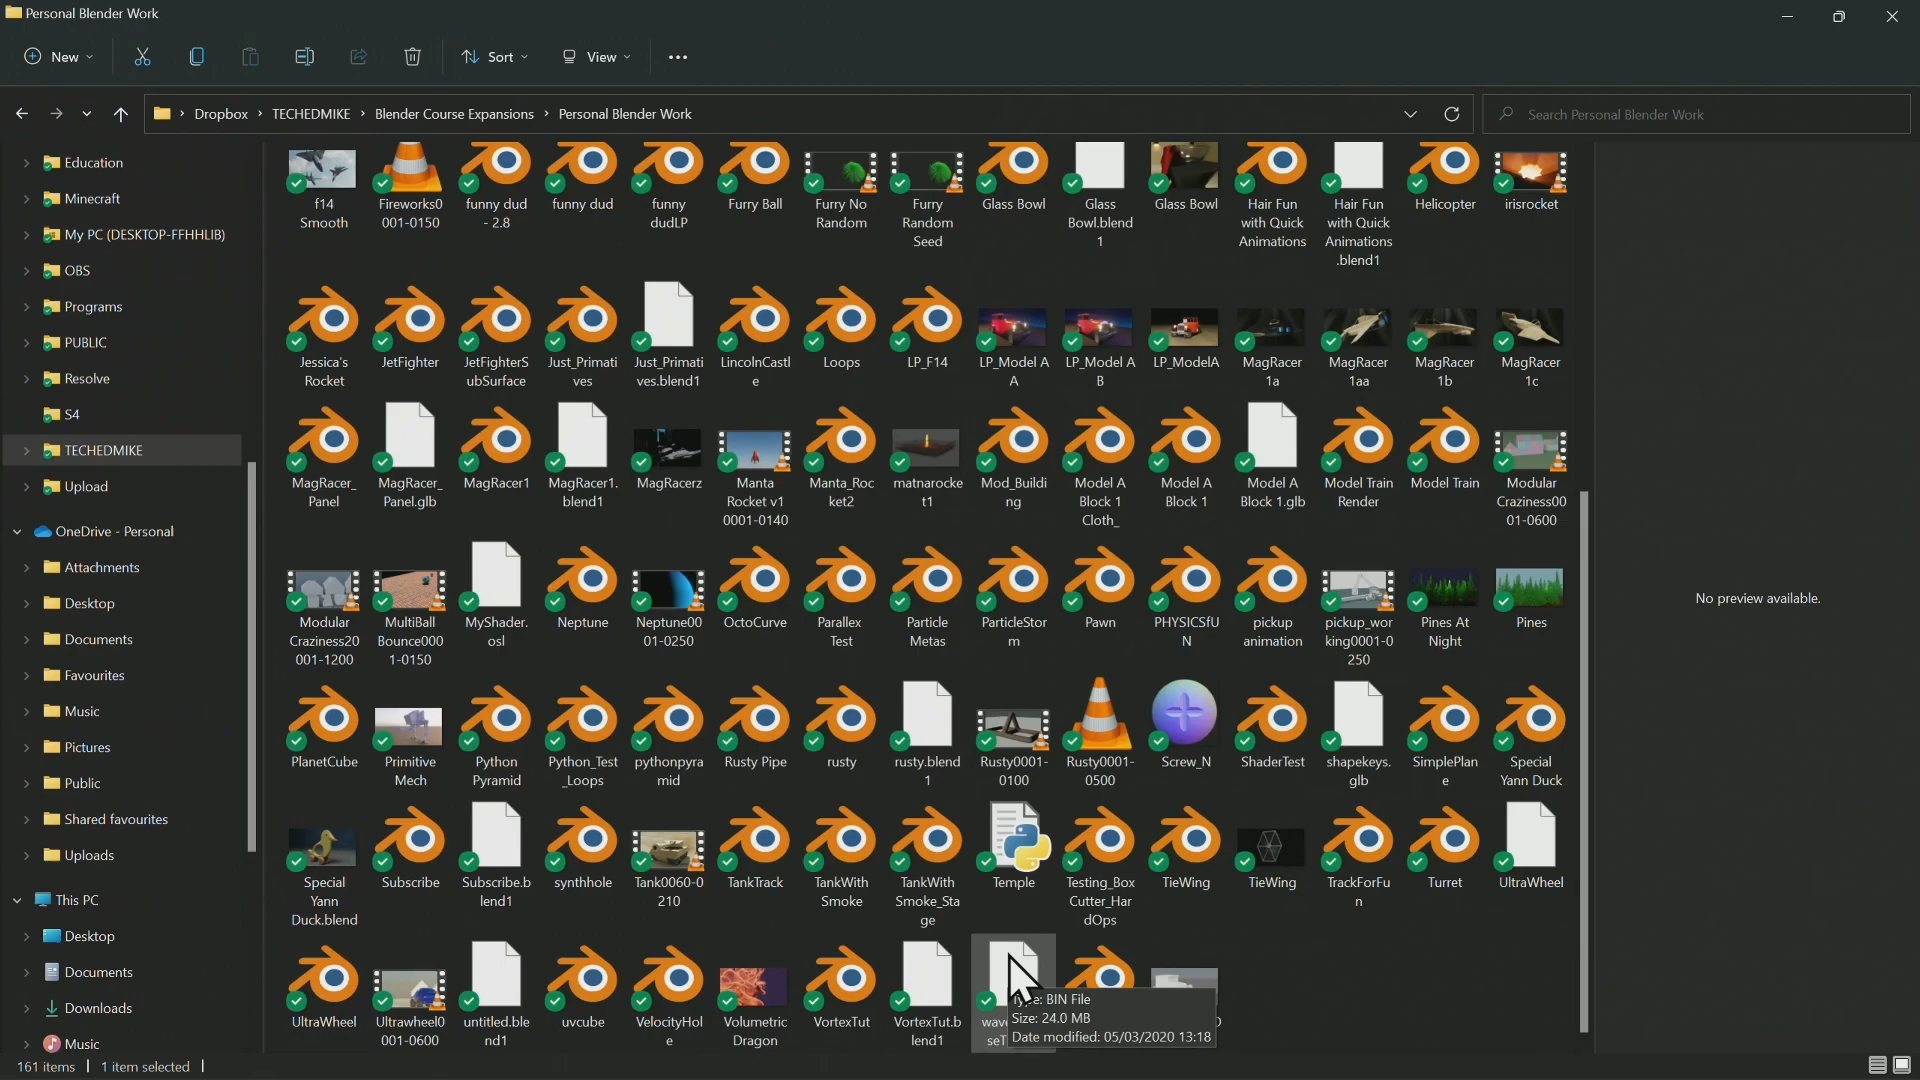 Personal Blender Work
New
Sort
View
Dropbox
TECHEDMIKE
Blender Course Expansions
Personal Blender Work
Search Personal Blender Work
Education
Minecraft
My PC (DESKTOP-FFHHLIB)
OBS
Programs
PUBLIC
Resolve
S4
TECHEDMIKE
Upload
OneDrive - Personal
Attachments
Desktop
Documents
Favourites
Music
Pictures
Public
Shared favourites
Uploads
This PC
Desktop
Documents
Downloads
Music
f14
Smooth
Fireworks0
001-0150
funny dud
- 2.8
funny dud
funny
dudLP
Furry Ball
Furry No
Random
Furry
Random
Seed
Glass Bowl
Glass
Bowl.blend
1
Glass Bowl
Hair Fun
with Quick
Animations
Hair Fun
with Quick
Animations
.blend1
Helicopter
irisrocket
Jessica's
Rocket
JetFighter
JetFighterS
ubSurface
Just_Primati
ves
Just_Primati
ves.blend1
LincolnCastl
e
Loops
LP_F14
LP_Model A
A
LP_Model A
B
LP_ModelA
MagRacer
1a
MagRacer
1aa
MagRacer
1b
MagRacer
1c
MagRacer_
Panel
MagRacer_
Panel.glb
MagRacer1
MagRacer1.
blend1
MagRacerz
Manta
Rocket v1
0001-0140
Manta_Roc
ket2
matnarocke
t1
Mod_Buildi
ng
Model A
Block 1
Cloth_
Model A
Block 1
Model A
Block 1.glb
Model Train
Render
Model Train
Modular
Craziness00
01-0600
Modular
Craziness20
001-1200
MultiBall
Bounce000
1-0150
MyShader.
osl
Neptune
Neptune00
01-0250
OctoCurve
Parallex
Test
Particle
Metas
ParticleStor
m
Pawn
PHYSICSfU
N
pickup
animation
pickup_wor
king0001-0
250
Pines At
Night
Pines
PlanetCube
Primitive
Mech
Python
Pyramid
Python_Test
_Loops
pythonpyra
mid
Rusty Pipe
rusty
rusty.blend
1
Rusty0001-
0100
Rusty0001-
0500
Screw_N
ShaderTest
shapekeys.
glb
SimplePlan
e
Special
Yann Duck
Special
Yann
Duck.blend
Subscribe
Subscribe.b
lend1
synthhole
Tank0060-0
210
TankTrack
TankWith
Smoke
TankWith
Smoke_Sta
ge
Temple
Testing_Box
Cutter_Har
dOps
TieWing
TieWing
TrackForFu
n
Turret
UltraWheel
UltraWheel
Ultrawheel0
001-0600
untitled.ble
nd1
uvcube
VelocityHol
e
Volumetric
Dragon
VortexTut
VortexTut.b
lend1
BIN File
Size: 24.0 MB
Date modified: 05/03/2020 13:18
No preview available.
161 items
1 item selected